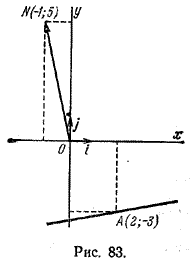 N(-1;5)
y
j
O
i
x
A(2;-3)
Рис. 83.